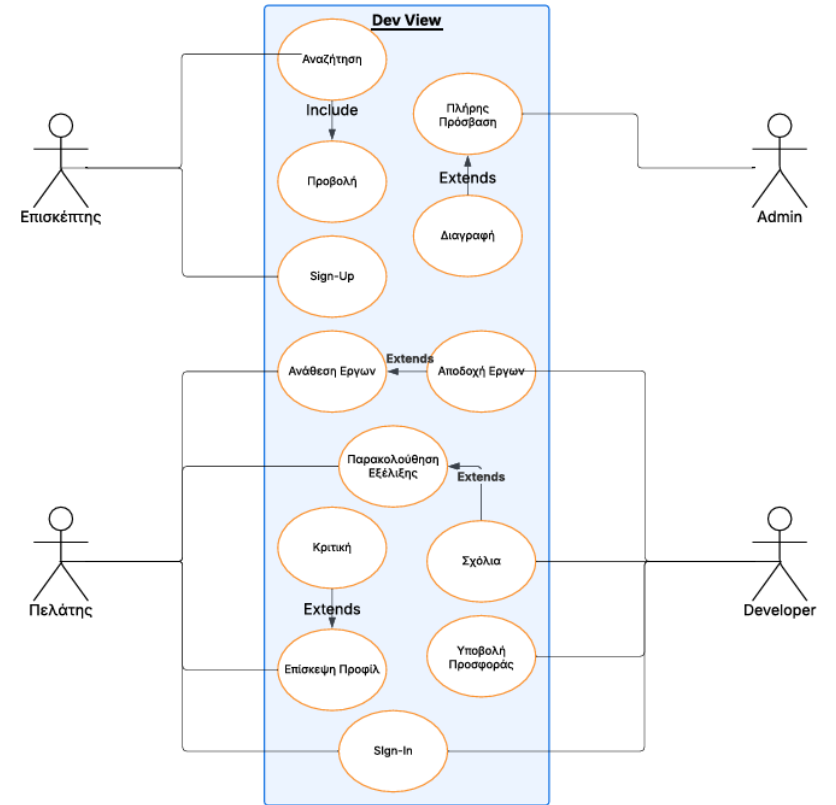 Dev View
Αναζήτηση
Include
Πλήρης
Πρόσβαση
Προβολή
Extends
Επισκέπτης
Admin
Διαγραφή
Sign-Up
Ανάθεση Εργων
Extends
Αποδοχή Εργων
Παρακολούθηση
Εξέλιξης
Extends
Κριτική
Σχόλια
Πελάτης
Extends
Developer
Επίσκεψη Προφίλ
Υποβολή
Προσφοράς
SIgn-In